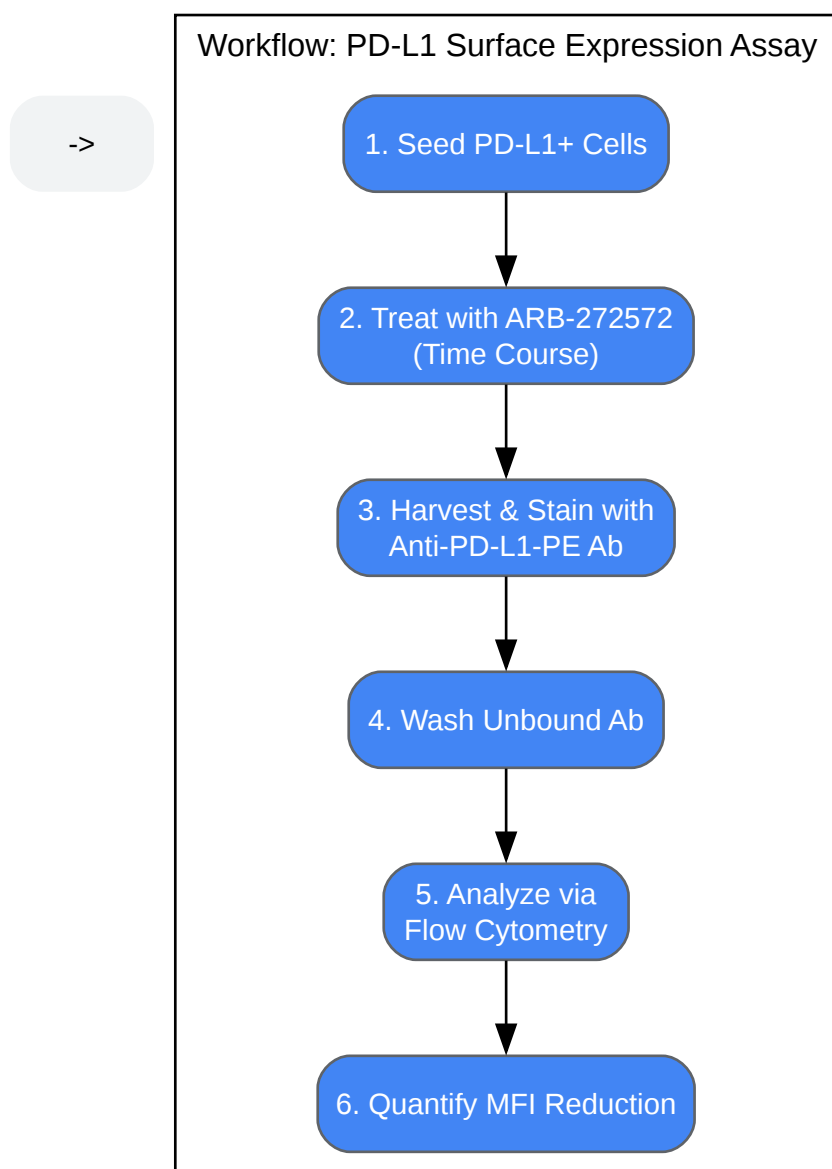 Workflow: PD-L1 Surface Expression Assay
->
1. Seed PD-L1+ Cells
2. Treat with ARB-272572
(Time Course)
3. Harvest & Stain with
Anti-PD-L1-PE Ab
4. Wash Unbound Ab
5. Analyze via
Flow Cytometry
6. Quantify MFI Reduction